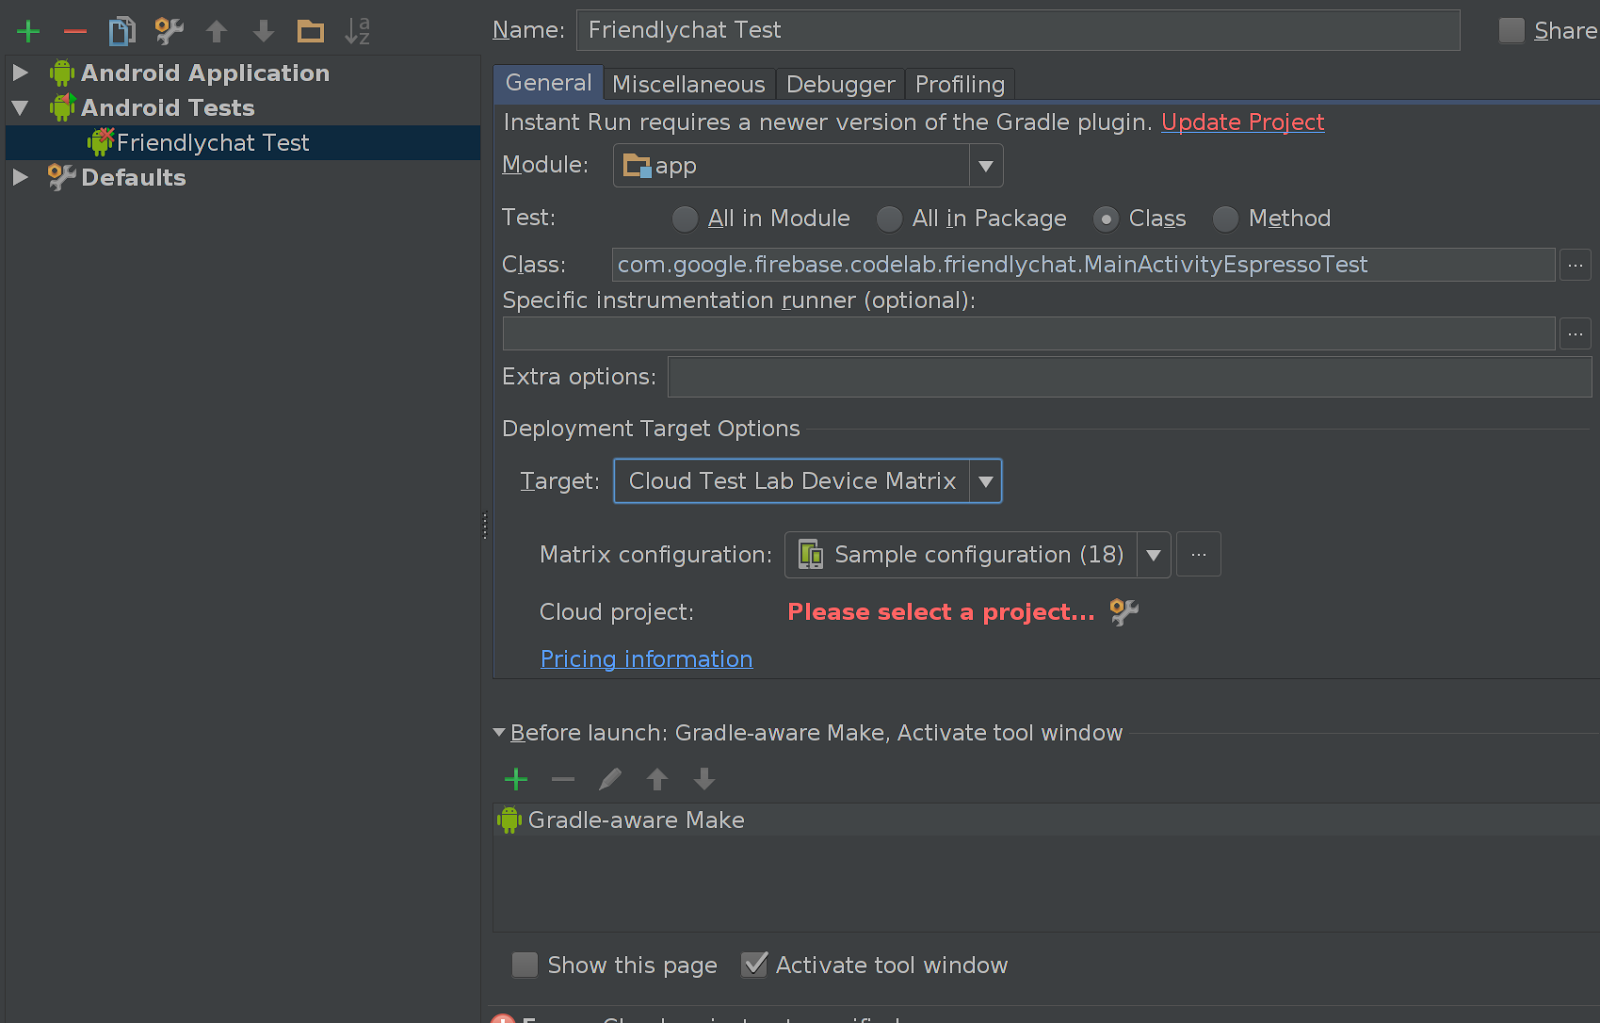 Name: Friendlychat Test Share
Android Application
Android Tests
Friendlychat Test
Defaults
General Miscellaneous Debugger Profiling
Instant Run requires a newer version of the Gradle plugin. Update Project
Module: app
Test: All in Module All in Package Class Method
Class: com.google.firebase.codelab.friendlychat.MainActivityEspressoTest ...
Specific instrumentation runner (optional):
...
Extra options:
Deployment Target Options
Target: Cloud Test Lab Device Matrix
Matrix configuration: Sample configuration (18) ...
Cloud project: Please select a project...
Pricing information
Before launch: Gradle-aware Make, Activate tool window
Gradle-aware Make
Show this page Activate tool window